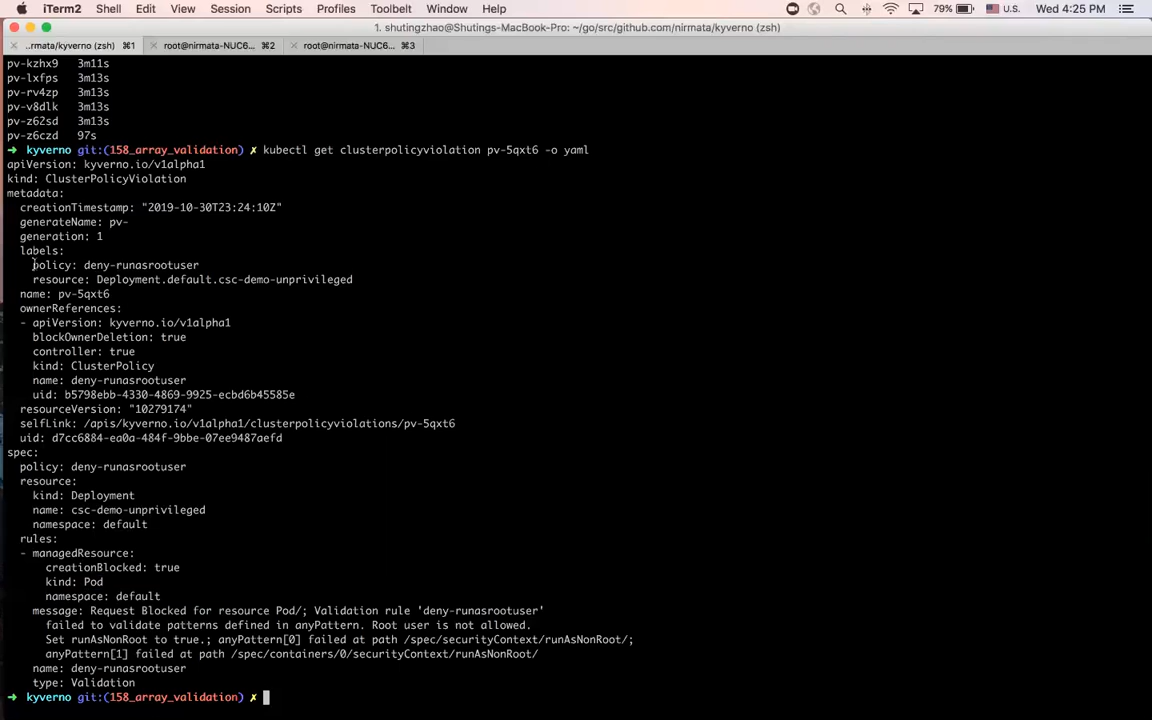 iTerm2 Shell Edit View Session Scripts Profiles Toolbelt Window Help 79% U.S. Wed 4:25 PM
1. shutingzhao@Shutings-MacBook-Pro: ~/go/src/github.com/nirmata/kyverno (zsh)
..rmata/kyverno (zsh) ⌘1 root@nirmata-NUC6... ⌘2 root@nirmata-NUC6... ⌘3
pv-kzhx9 3m11s
pv-lxfps 3m13s
pv-rv4zp 3m13s
pv-v8dlk 3m13s
pv-z62sd 3m13s
pv-z6czd 97s
➜ kyverno git:(158_array_validation) ✗ kubectl get clusterpolicyviolation pv-5qxt6 -o yaml
apiVersion: kyverno.io/v1alpha1
kind: ClusterPolicyViolation
metadata:
creationTimestamp: "2019-10-30T23:24:10Z"
generateName: pv-
generation: 1
labels:
policy: deny-runasrootuser
resource: Deployment.default.csc-demo-unprivileged
name: pv-5qxt6
ownerReferences:
- apiVersion: kyverno.io/v1alpha1
blockOwnerDeletion: true
controller: true
kind: ClusterPolicy
name: deny-runasrootuser
uid: b5798ebb-4330-4869-9925-ecbd6b45585e
resourceVersion: "10279174"
selfLink: /apis/kyverno.io/v1alpha1/clusterpolicyviolations/pv-5qxt6
uid: d7cc6884-ea0a-484f-9bbe-07ee9487aefd
spec:
policy: deny-runasrootuser
resource:
kind: Deployment
name: csc-demo-unprivileged
namespace: default
rules:
- managedResource:
creationBlocked: true
kind: Pod
namespace: default
message: Request Blocked for resource Pod/; Validation rule 'deny-runasrootuser'
failed to validate patterns defined in anyPattern. Root user is not allowed.
Set runAsNonRoot to true.; anyPattern[0] failed at path /spec/securityContext/runAsNonRoot/;
anyPattern[1] failed at path /spec/containers/0/securityContext/runAsNonRoot/
name: deny-runasrootuser
type: Validation
➜ kyverno git:(158_array_validation) ✗